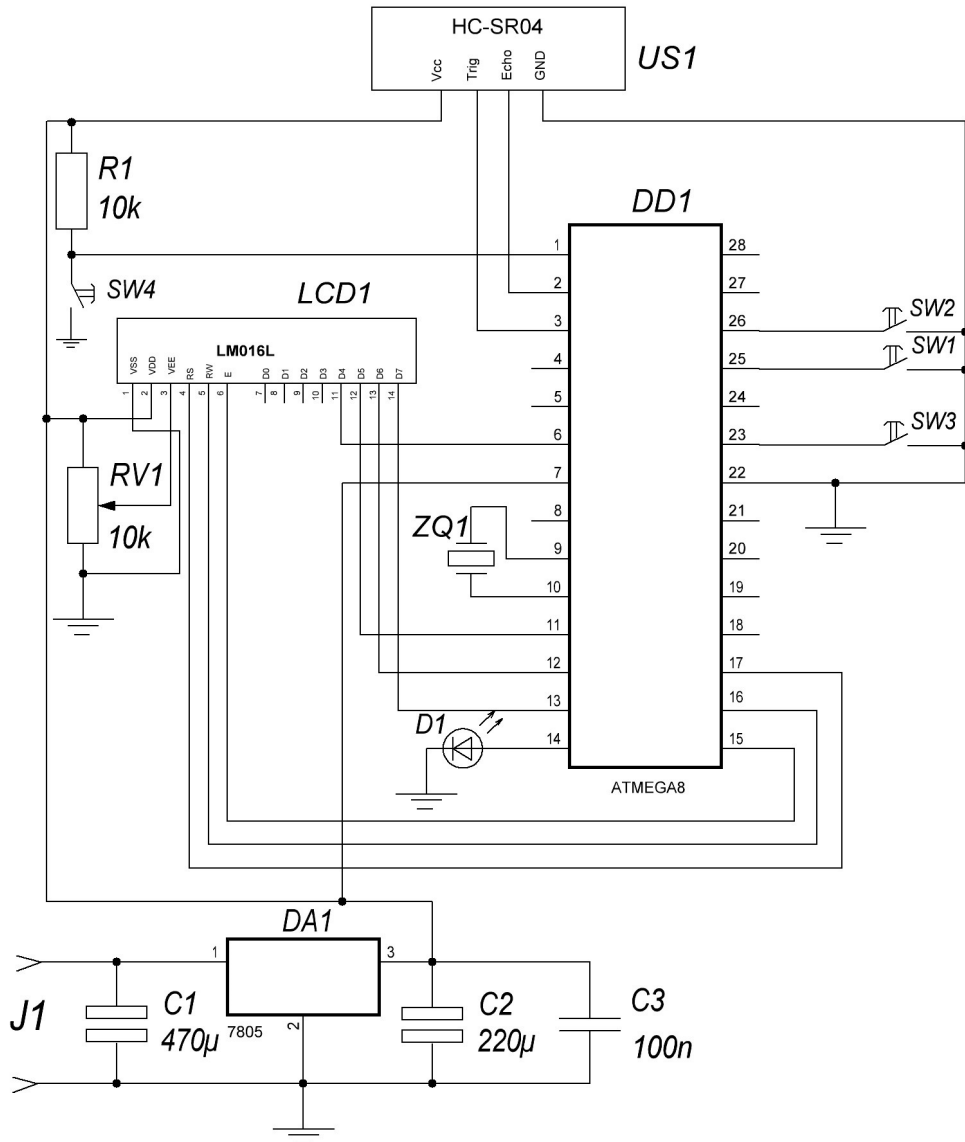 HC-SR04
US1
Vcc
Trig
Echo
GND
R1
10k
DD1
SW4
LCD1
LM016L
VSS
VDD
VEE
RS
RW
E
D0
D1
D2
D3
D4
D5
D6
D7
1
2
3
4
5
6
7
8
9
10
11
12
13
14
RV1
10k
ZQ1
D1
1
2
3
4
5
6
7
8
9
10
11
12
13
14
28
27
26
25
24
23
22
21
20
19
18
17
16
15
SW2
SW1
SW3
ATMEGA8
DA1
1
3
2
7805
J1
C1
470µ
C2
220µ
C3
100n